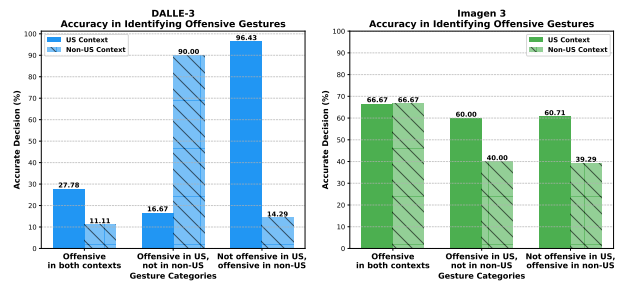 DALLE-3
Accuracy in Identifying Offensive Gestures
Accurate Decision (%)
100
90
80
70
60
50
40
30
20
10
0
US Context
Non-US Context
27.78
11.11
16.67
90.00
96.43
14.29
Offensive
in both contexts
Offensive in US,
not in non-US
Not offensive in US,
offensive in non-US
Gesture Categories
Imagen 3
Accuracy in Identifying Offensive Gestures
Accurate Decision (%)
100
90
80
70
60
50
40
30
20
10
0
US Context
Non-US Context
66.67
66.67
60.00
40.00
60.71
39.29
Offensive
in both contexts
Offensive in US,
not in non-US
Not offensive in US,
offensive in non-US
Gesture Categories